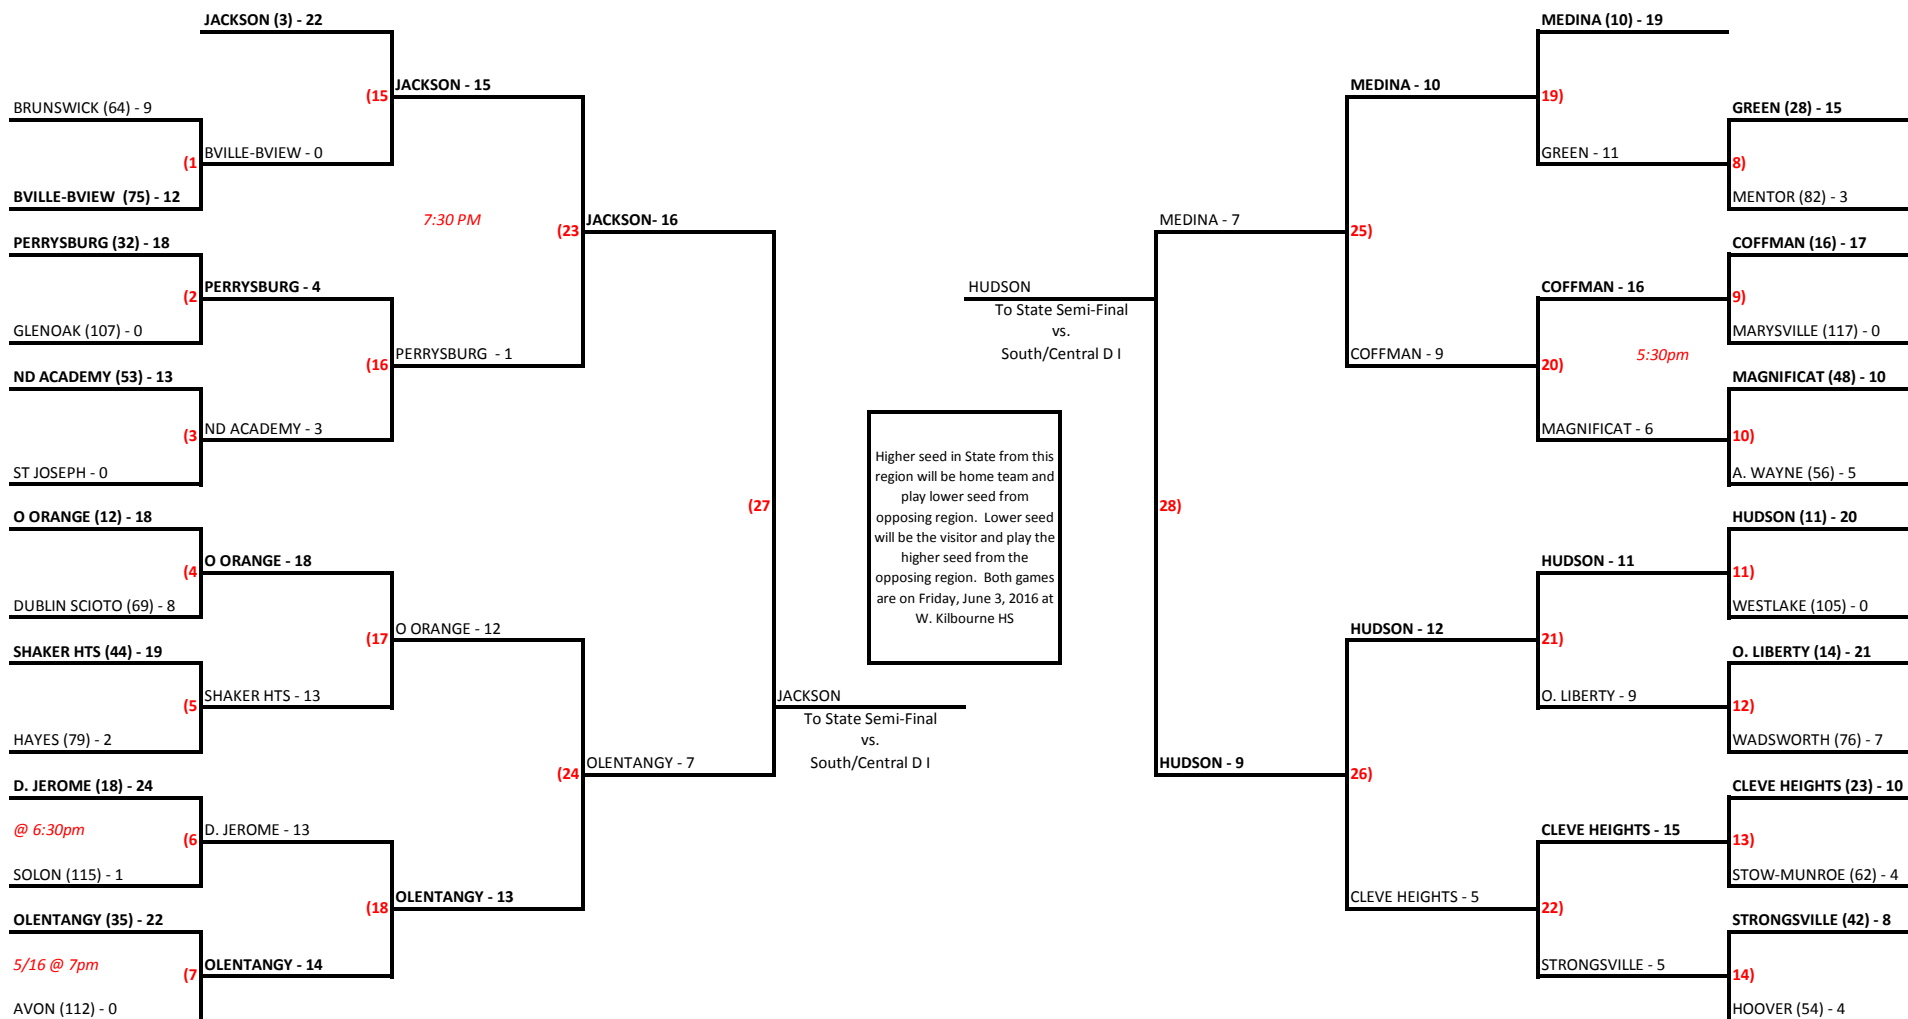 JACKSON (3) - 22
(15
JACKSON - 15
BRUNSWICK (64) - 9
(1
BVILLE-BVIEW - 0
BVILLE-BVIEW  (75) - 12
7:30 PM
(23
JACKSON- 16
PERRYSBURG (32) - 18
(2
PERRYSBURG - 4
GLENOAK (107) - 0
(16
PERRYSBURG  - 1
ND ACADEMY (53) - 13
(3
ND ACADEMY - 3
ST JOSEPH - 0
(27
O ORANGE (12) - 18
(4
O ORANGE - 18
DUBLIN SCIOTO (69) - 8
(17
O ORANGE - 12
SHAKER HTS (44) - 19
(5
SHAKER HTS - 13
HAYES (79) - 2
JACKSON
To State Semi-Final
vs.
South/Central D I
(24
OLENTANGY - 7
D. JEROME (18) - 24
@ 6:30pm
(6
D. JEROME - 13
SOLON (115) - 1
(18
OLENTANGY - 13
OLENTANGY (35) - 22
5/16 @ 7pm
(7
OLENTANGY - 14
AVON (112) - 0
HUDSON
To State Semi-Final
vs.
South/Central D I
Higher seed in State from this
region will be home team and
play lower seed from
opposing region.  Lower seed
will be the visitor and play the
higher seed from the
opposing region.  Both games
are on Friday, June 3, 2016 at
W. Kilbourne HS
MEDINA (10) - 19
MEDINA - 10
19)
GREEN (28) - 15
GREEN - 11
8)
MENTOR (82) - 3
MEDINA - 7
25)
COFFMAN (16) - 17
COFFMAN - 16
9)
MARYSVILLE (117) - 0
COFFMAN - 9
20)
5:30pm
MAGNIFICAT (48) - 10
MAGNIFICAT - 6
10)
A. WAYNE (56) - 5
28)
HUDSON (11) - 20
HUDSON - 11
11)
WESTLAKE (105) - 0
HUDSON - 12
21)
O. LIBERTY (14) - 21
O. LIBERTY - 9
12)
WADSWORTH (76) - 7
HUDSON - 9
26)
CLEVE HEIGHTS (23) - 10
CLEVE HEIGHTS - 15
13)
STOW-MUNROE (62) - 4
CLEVE HEIGHTS - 5
22)
STRONGSVILLE (42) - 8
STRONGSVILLE - 5
14)
HOOVER (54) - 4